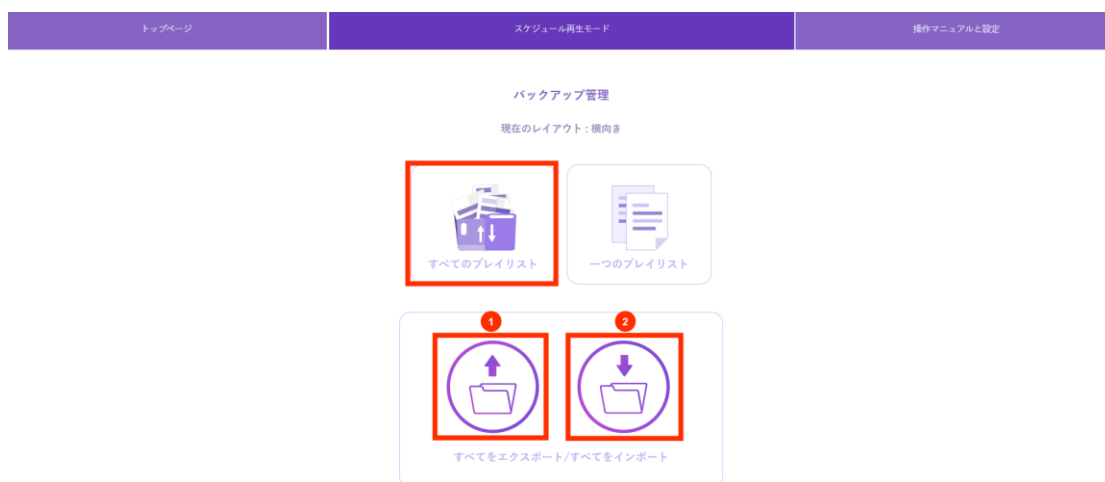 トップページ
スケジュール再生モード
操作マニュアルと設定
バックアップ管理
現在のレイアウト : 横向き
すべてのプレイリスト
一つのプレイリスト
1
2
すべてをエクスポート/すべてをインポート